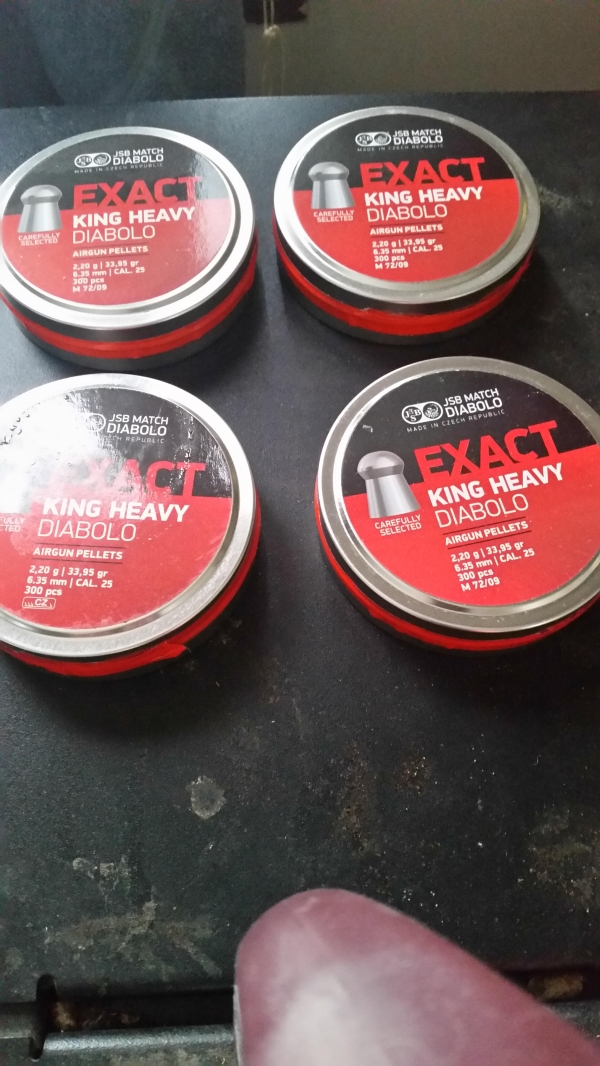 JSB MATCH
DIABOLO
MADE IN CZECH REPUBLIC
EXACT
KING HEAVY
DIABOLO
CAREFULLY
SELECTED
AIRGUN PELLETS
2,20 g | 33,95 gr
6.35 mm | CAL. 25
300 pcs
M 72/09
JSB MATCH
DIABOLO
MADE IN CZECH REPUBLIC
EXACT
KING HEAVY
DIABOLO
CAREFULLY
SELECTED
AIRGUN PELLETS
2,20 g | 33,95 gr
6.35 mm | CAL. 25
300 pcs
M 72/09
JSB MATCH
DIABOLO
CZECH REPUBLIC
EXACT
KING HEAVY
DIABOLO
AIRGUN PELLETS
2,20 g | 33,95 gr
6.35 mm | CAL. 25
300 pcs
CZ
JSB MATCH
DIABOLO
MADE IN CZECH REPUBLIC
EXACT
KING HEAVY
DIABOLO
CAREFULLY
SELECTED
AIRGUN PELLETS
2,20 g | 33,95 gr
6.35 mm | CAL. 25
300 pcs
M 72/09